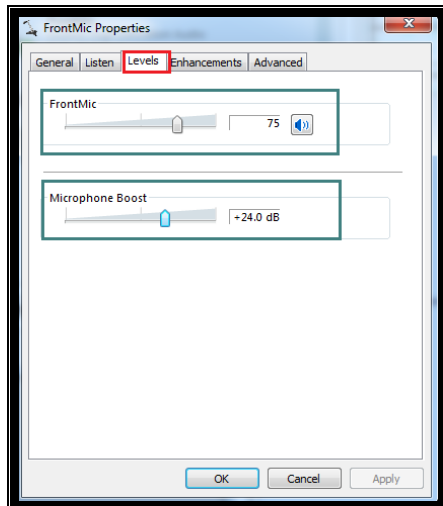 FrontMic Properties
General Listen Levels Enhancements Advanced
FrontMic
75
Microphone Boost
+24.0 dB
OK Cancel Apply